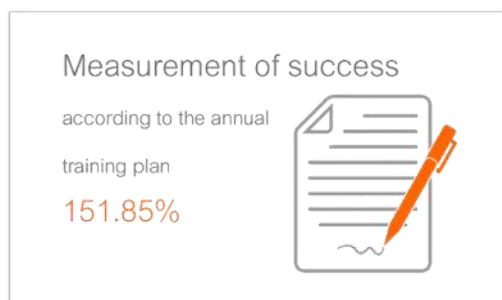 Measurement of success
according to the annual
training plan
151.85%